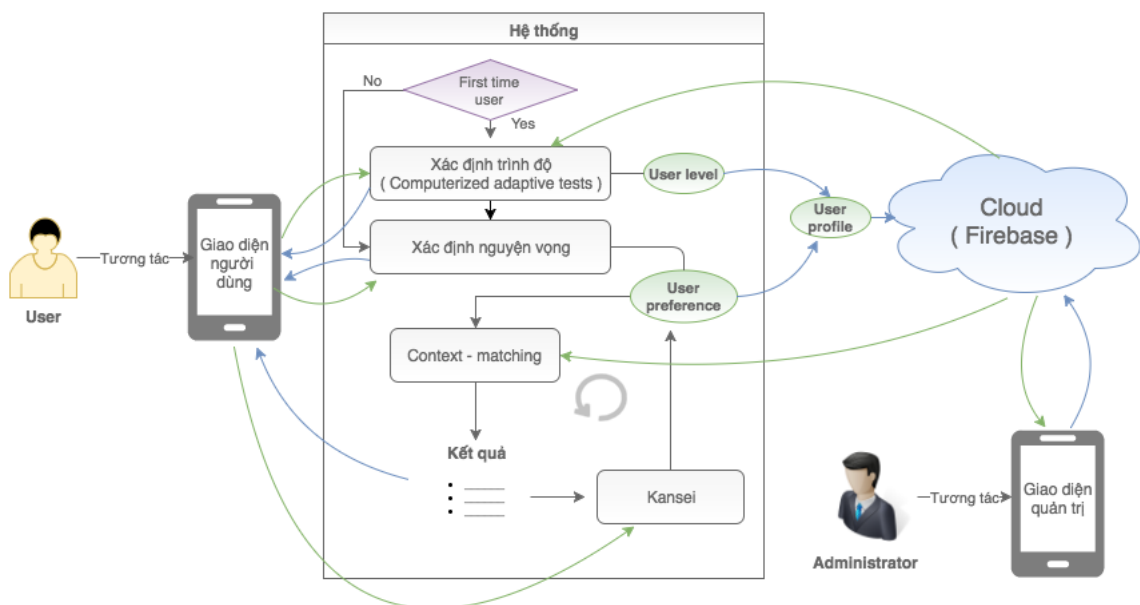 Hệ thống
No
First time
user
Yes
Xác định trình độ
( Computerized adaptive tests )
User level
User
profile
Cloud
( Firebase )
Giao diện
người
dùng
Tương tác
User
Xác định nguyện vọng
User
preference
Context - matching
Kết quả
Kansei
Giao diện
quản trị
Tương tác
Administrator